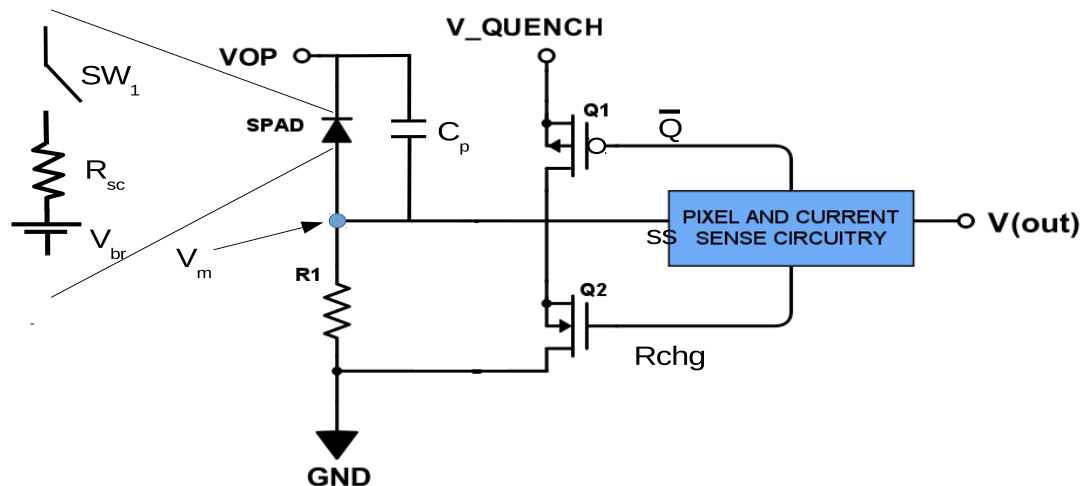 V_QUENCH
VOP
SW1
Q1
SPAD
Cp
Q̅
Rsc
PIXEL AND CURRENT
SENSE CIRCUITRY
V(out)
SS
Vbr
Vm
R1
Q2
Rchg
GND